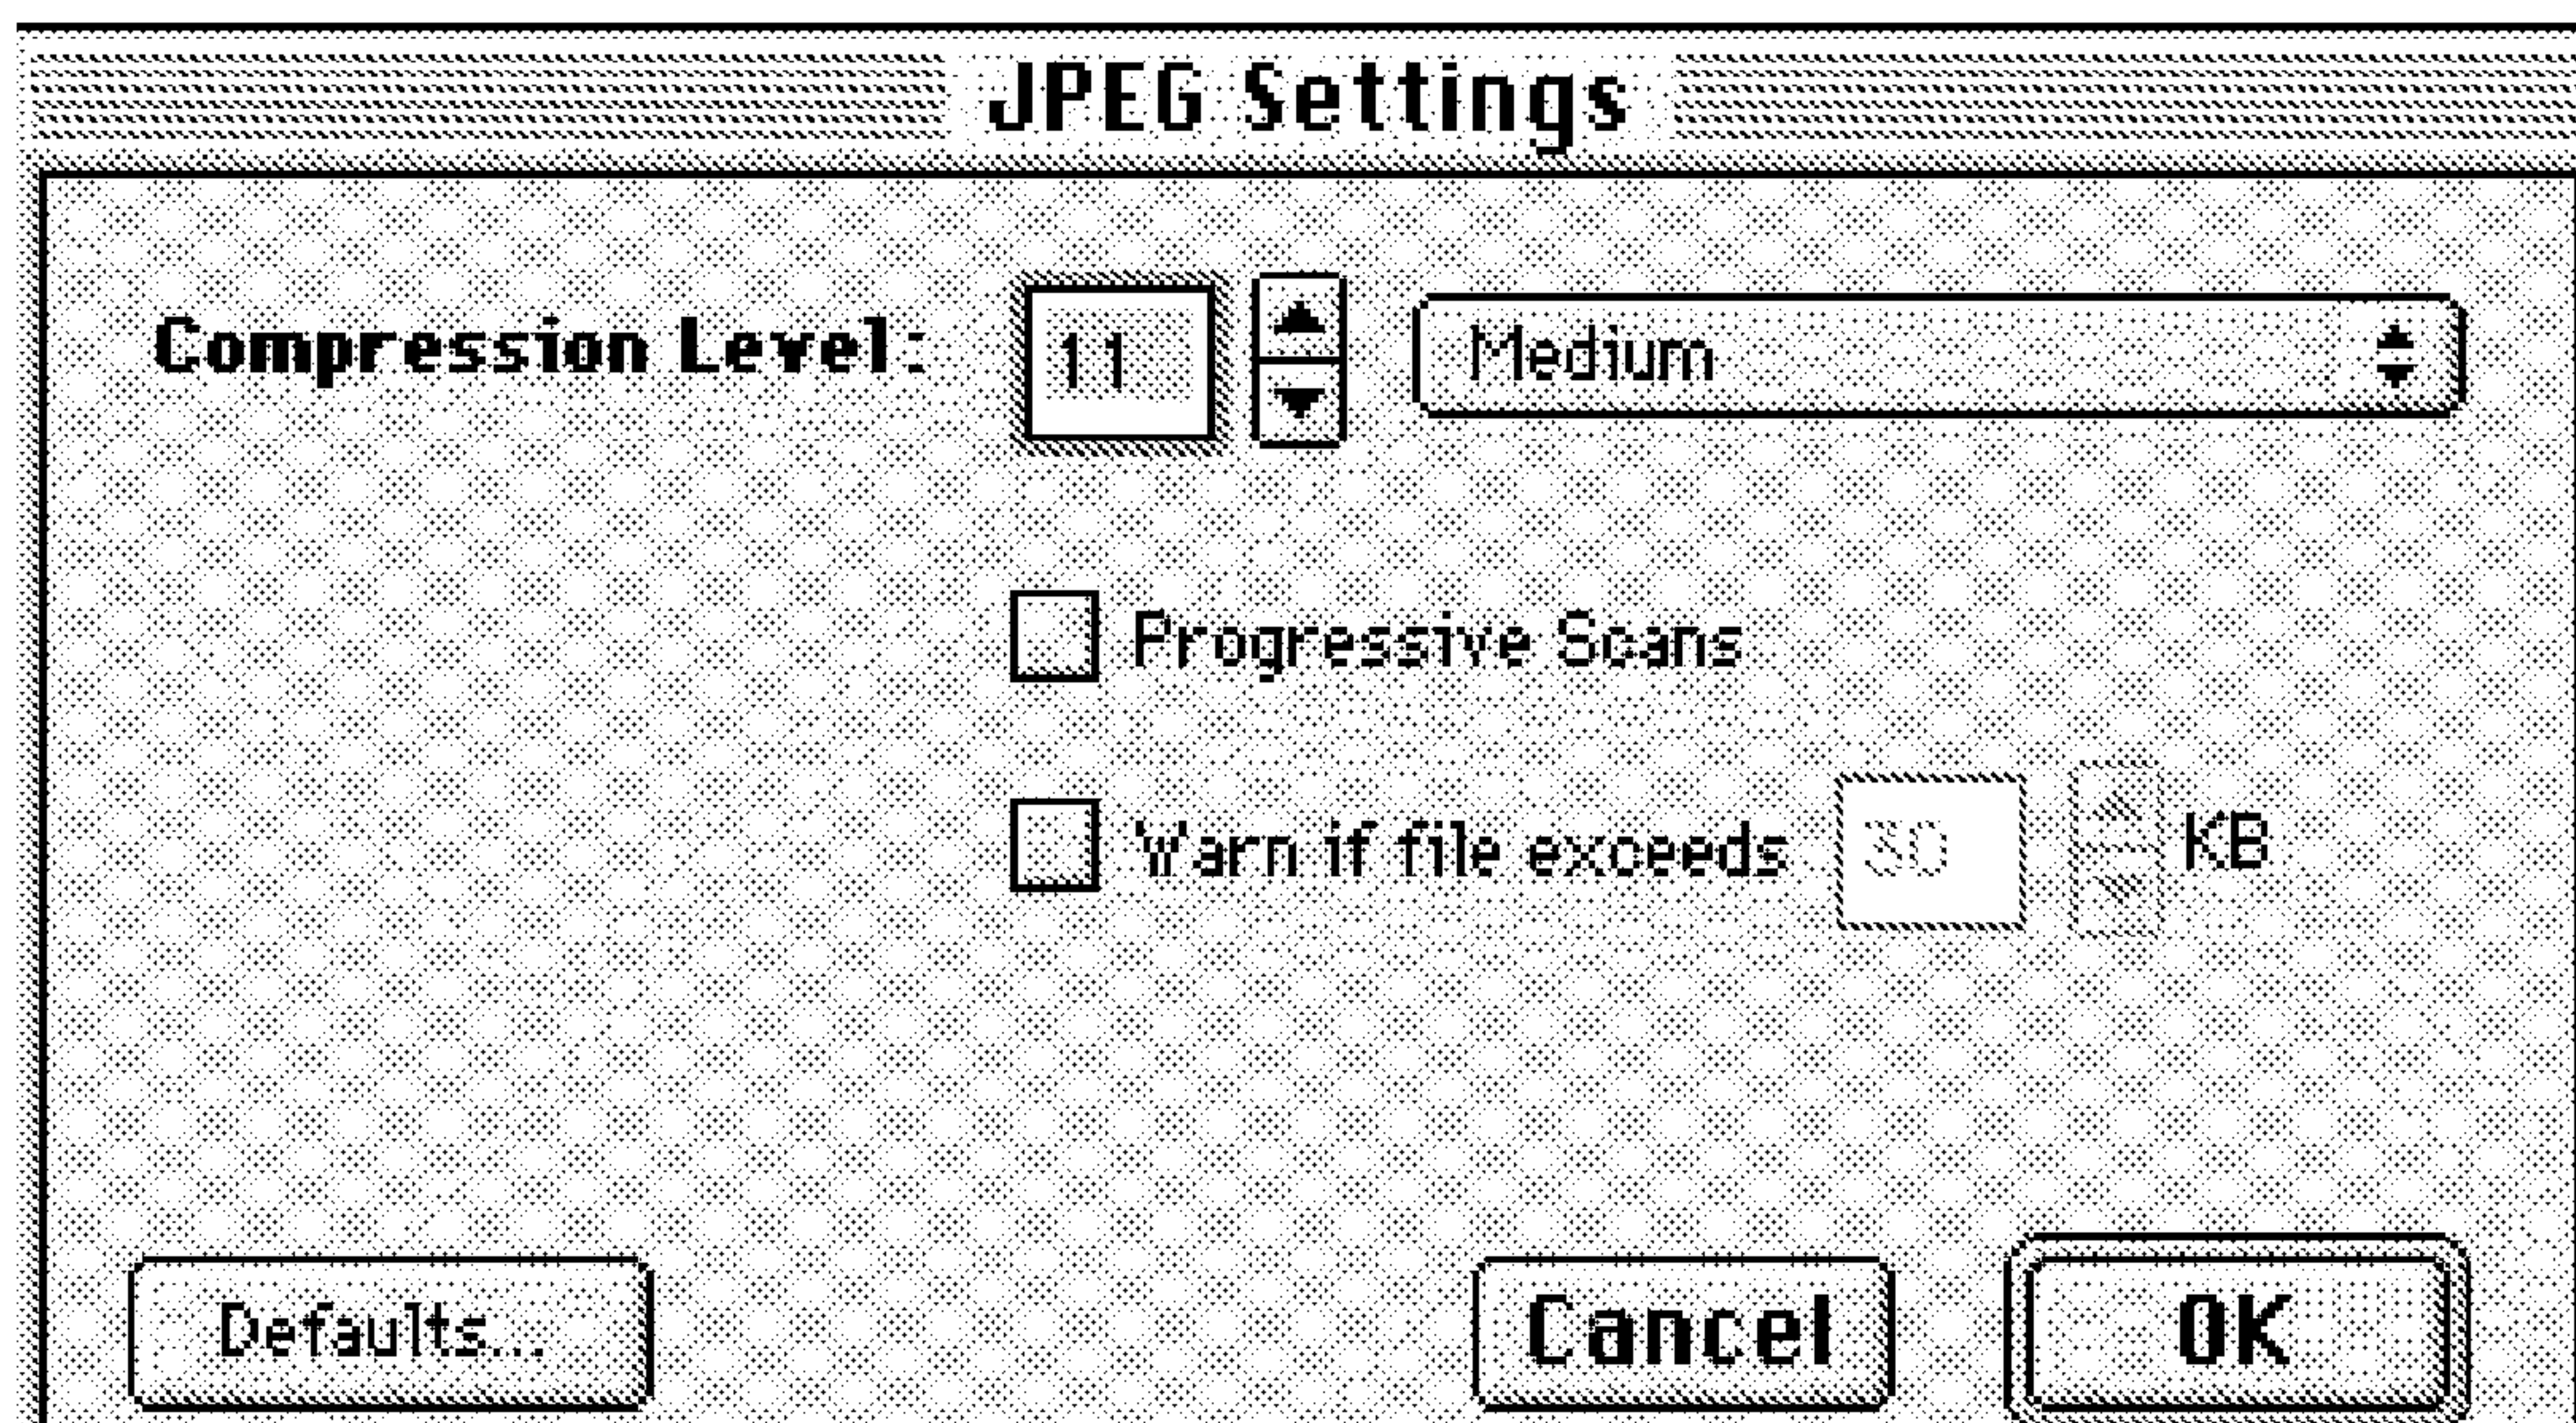 JPEG Settings
Compression Level: 11 Medium
Progressive Scans
Warn if file exceeds 30 KB
Defaults... Cancel OK